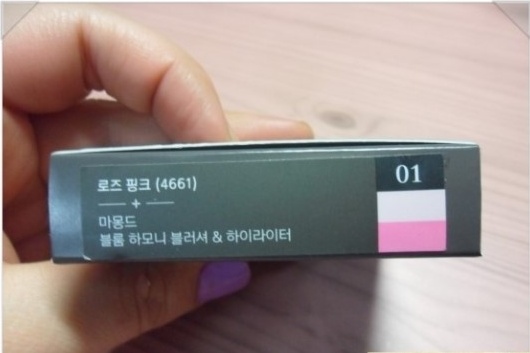 로즈 핑크 (4661)
마몽드
블룸 하모니 블러셔 & 하이라이터
01